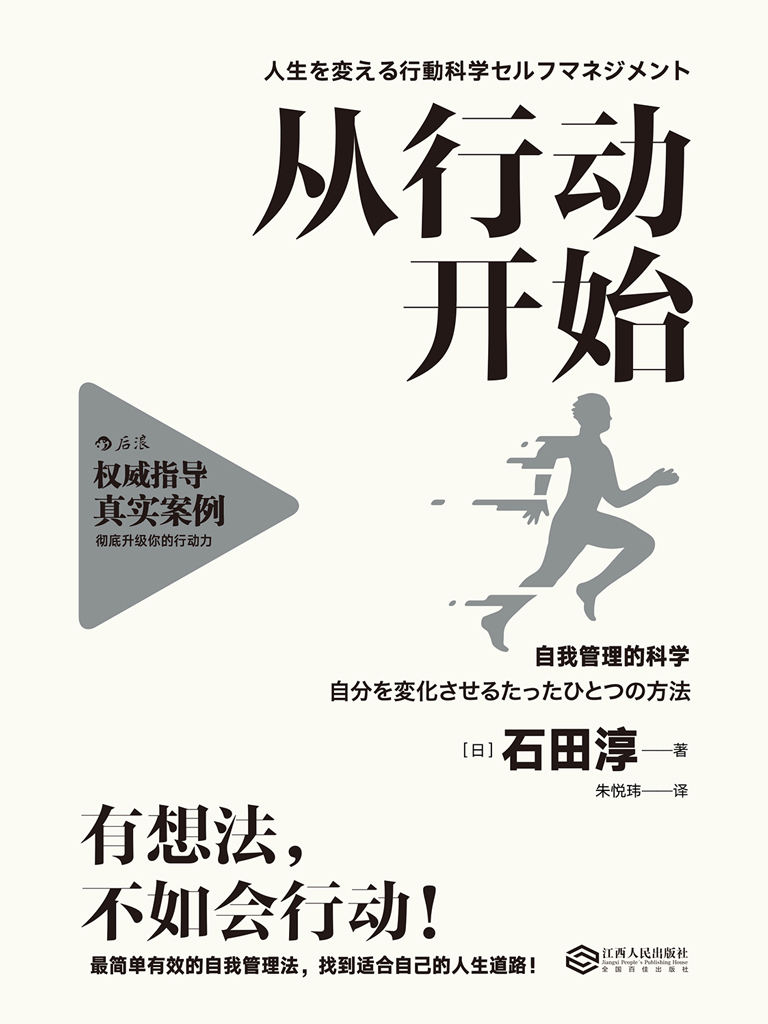 人生を変える行動科学セルフマネジメント
从行动
开始
后浪
权威指导
真实案例
彻底升级你的行动力
自我管理的科学
自分を変化させるたったひとつの方法
[日] 石田淳——著
朱悦玮——译
有想法，
不如会行动！
最简单有效的自我管理法，找到适合自己的人生道路！
江西人民出版社
Jiangxi People's Publishing House
全国百佳出版社